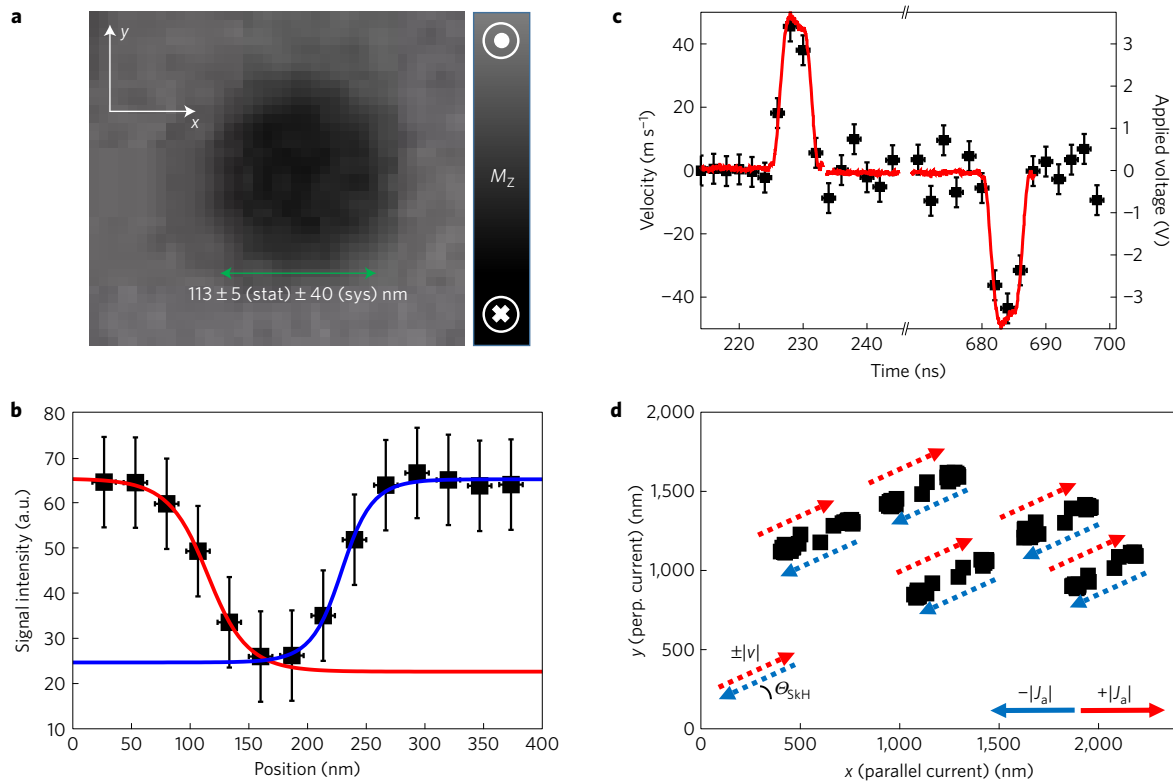 a
y
x
M_Z
113 ± 5 (stat) ± 40 (sys) nm
b
Signal intensity (a.u.)
80
70
60
50
40
30
20
10
0 50 100 150 200 250 300 350 400
Position (nm)
c
Velocity (m s⁻¹)
40
20
0
−20
−40
Applied voltage (V)
3
2
1
0
−1
−2
−3
220 230 240 680 690 700
Time (ns)
d
y (perp. current) (nm)
2,000
1,500
1,000
500
0
±|v|
Θ_SkH
−|J_a| +|J_a|
0 500 1,000 1,500 2,000
x (parallel current) (nm)